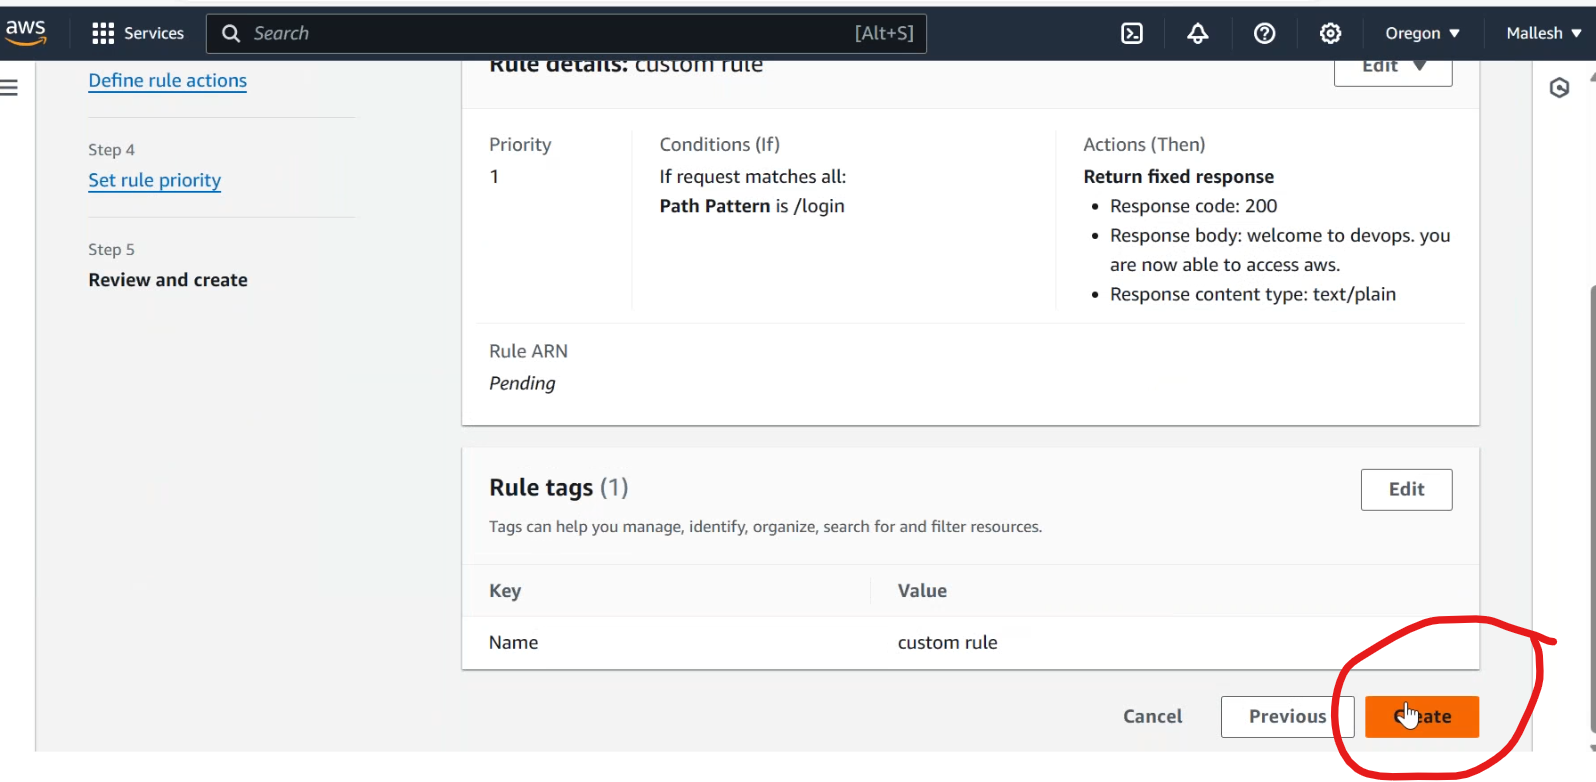 aws
Services
Search
[Alt+S]
Oregon
Mallesh
Define rule actions
Step 4
Set rule priority
Step 5
Review and create
Rule details: custom rule
Edit
Priority
1
Conditions (If)
If request matches all:
Path Pattern is /login
Actions (Then)
Return fixed response
• Response code: 200
• Response body: welcome to devops. you
are now able to access aws.
• Response content type: text/plain
Rule ARN
Pending
Rule tags (1)
Edit
Tags can help you manage, identify, organize, search for and filter resources.
Key
Value
Name
custom rule
Cancel
Previous
Create